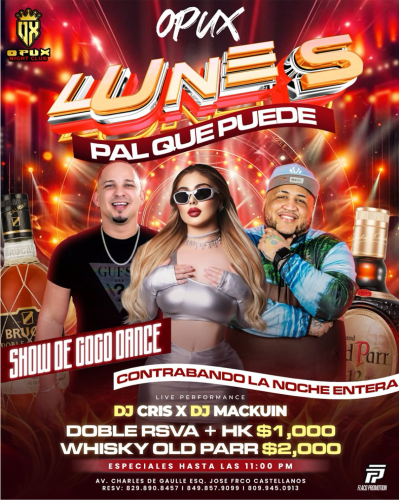 OPUX
NIGHT CLUB
OPUX
LUNES
PAL QUE PUEDE
GUESS
BRU
d Parr
12
SHOW DE GOGO DANCE
CONTRABANDO LA NOCHE ENTERA
LIVE PERFORMANCE
DJ CRIS X DJ MACKUIN
DOBLE RSVA + HK $1,000
WHISKY OLD PARR $2,000
ESPECIALES HASTA LAS 11:00 PM
AV. CHARLES DE GAULLE ESQ. JOSE FRCO CASTELLANOS
RESV: 829.890.8457 | 849.857.9099 | 809.945.0913
FLACO PROMOTION